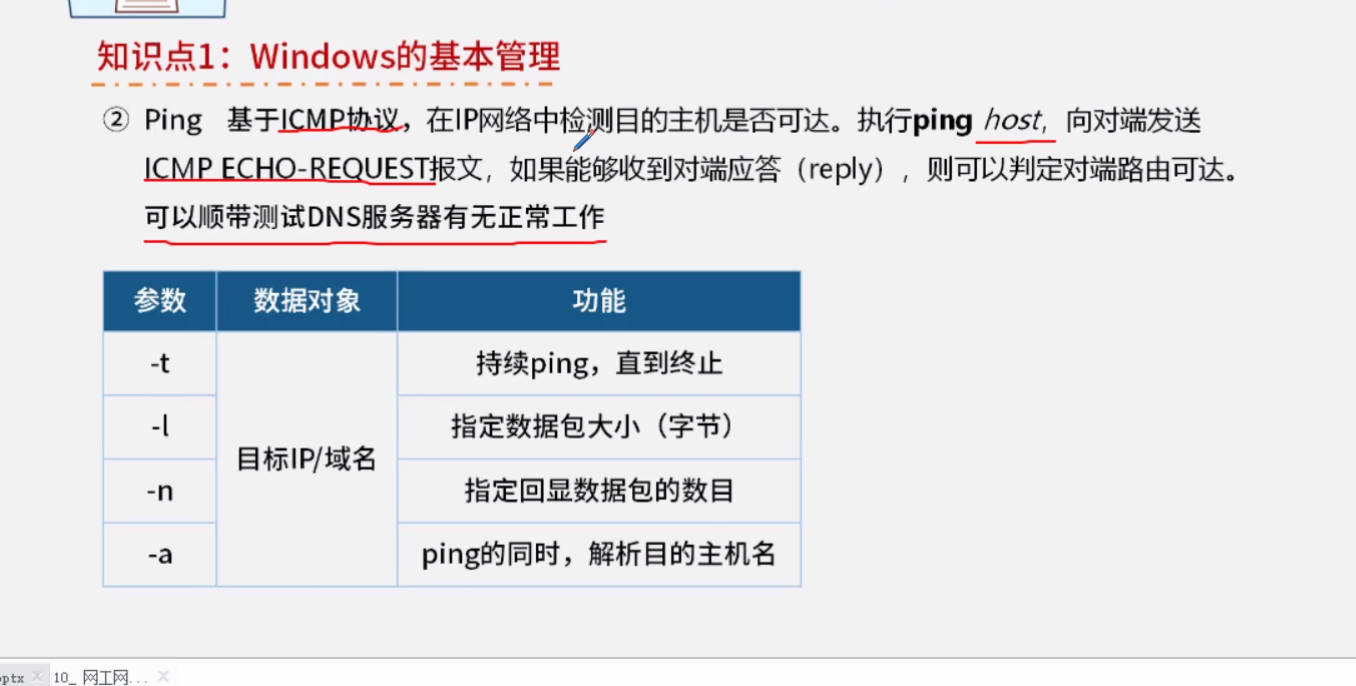 知识点1：Windows的基本管理
② Ping 基于ICMP协议，在IP网络中检测目的主机是否可达。执行ping host，向对端发送
ICMP ECHO-REQUEST报文，如果能够收到对端应答（reply），则可以判定对端路由可达。
可以顺带测试DNS服务器有无正常工作
参数 数据对象 功能
-t 持续ping，直到终止
-l 指定数据包大小（字节）
目标IP/域名
-n 指定回显数据包的数目
-a ping的同时，解析目的主机名
pptx 10_ 网工网...